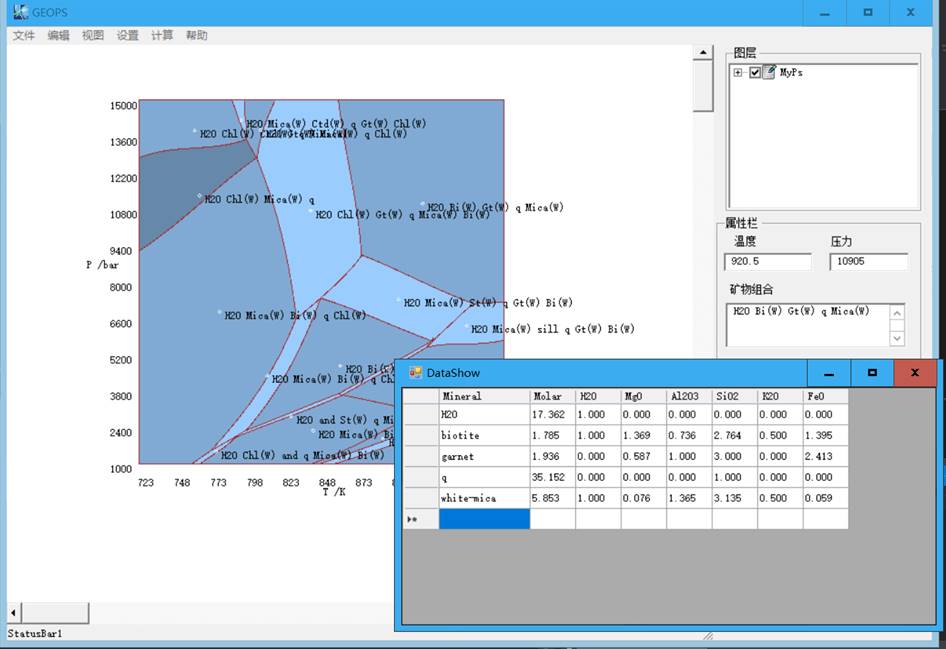 GEOPS
文件 编辑 视图 设置 计算 帮助
图层
MyPs
属性栏
温度 压力
920.5 10905
矿物组合
H2O Bi(W) Gt(W) q Mica(W)
15000
13600
12200
10800
9400
P /bar
8000
6600
5200
3800
2400
1000
723 748 773 798 823 848 873
T /K
H2O Mica(W) Ctd(W) q Gt(W) Chl(W)
H2O Chl(W) q Chl(W)
H2O Chl(W) Mica(W) q
H2O Bi(W) Gt(W) q Mica(W)
H2O Chl(W) Gt(W) q Mica(W) Bi(W)
H2O Mica(W) St(W) q Gt(W) Bi(W)
H2O Mica(W) Bi(W) q Chl(W)
H2O Mica(W) sill q Gt(W) Bi(W)
H2O Bi(W)
H2O Mica(W) Bi(W) q Ch
H2O and St(W) q Mi
H2O Mica(W) Bi
H2O Chl(W) and q Mica(W) Bi(W)
DataShow
Mineral Molar H2O MgO Al2O3 SiO2 K2O FeO
H2O 17.362 1.000 0.000 0.000 0.000 0.000 0.000
biotite 1.785 1.000 1.369 0.736 2.764 0.500 1.395
garnet 1.936 0.000 0.587 1.000 3.000 0.000 2.413
q 35.152 0.000 0.000 0.000 1.000 0.000 0.000
white-mica 5.853 1.000 0.076 1.365 3.135 0.500 0.059
StatusBar1